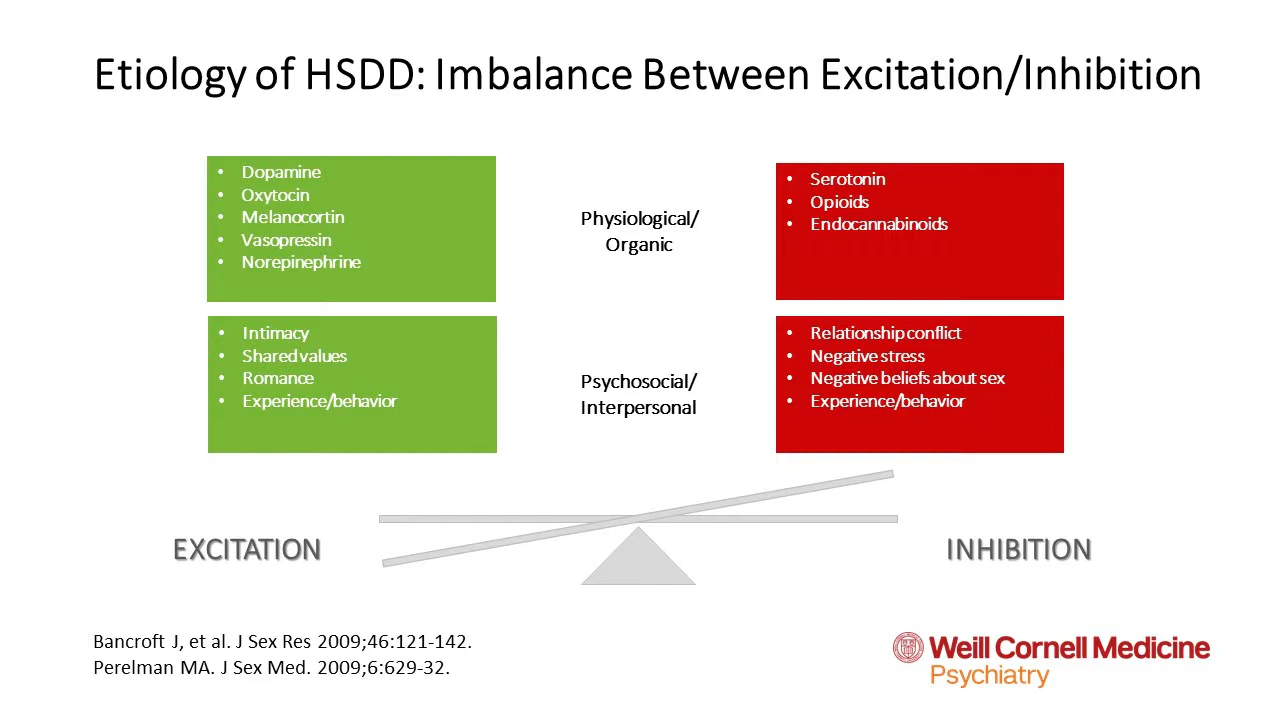 Etiology of HSDD: Imbalance Between Excitation/Inhibition
• Dopamine
• Oxytocin
• Melanocortin
• Vasopressin
• Norepinephrine
Physiological/
Organic
• Serotonin
• Opioids
• Endocannabinoids
• Intimacy
• Shared values
• Romance
• Experience/behavior
Psychosocial/
Interpersonal
• Relationship conflict
• Negative stress
• Negative beliefs about sex
• Experience/behavior
EXCITATION
INHIBITION
Bancroft J, et al. J Sex Res 2009;46:121-142.
Perelman MA. J Sex Med. 2009;6:629-32.
Weill Cornell Medicine
Psychiatry